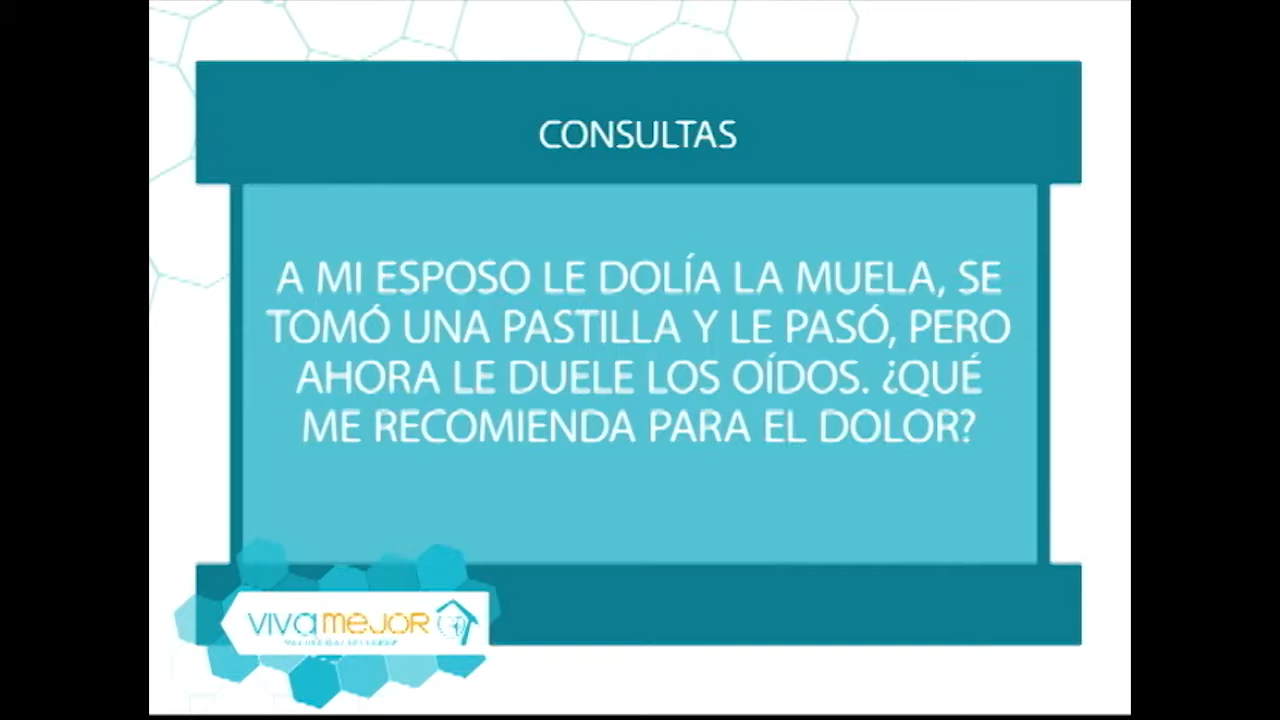 CONSULTAS
A MI ESPOSO LE DOLÍA LA MUELA, SE
TOMÓ UNA PASTILLA Y LE PASÓ, PERO
AHORA LE DUELE LOS OÍDOS. ¿QUÉ
ME RECOMIENDA PARA EL DOLOR?
VIVA MEJOR